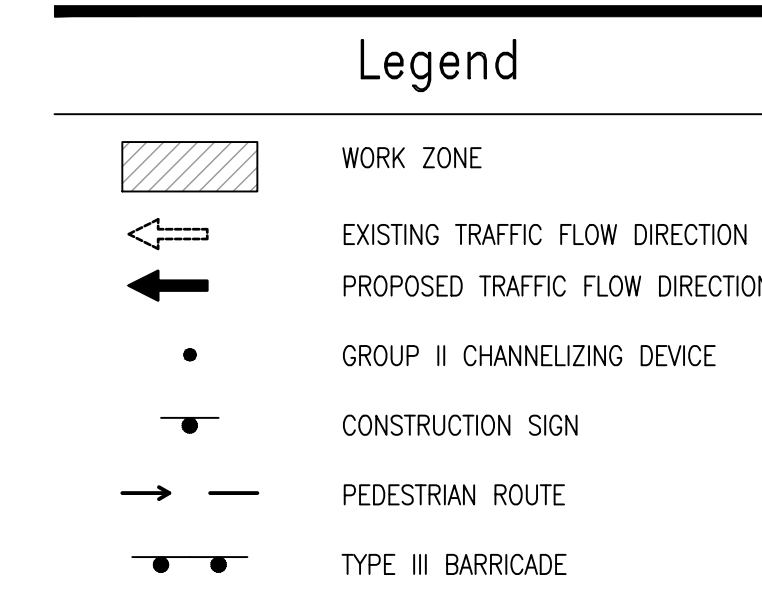 Legend
WORK ZONE
EXISTING TRAFFIC FLOW DIRECTION
PROPOSED TRAFFIC FLOW DIRECTION
GROUP II CHANNELIZING DEVICE
CONSTRUCTION SIGN
PEDESTRIAN ROUTE
TYPE III BARRICADE